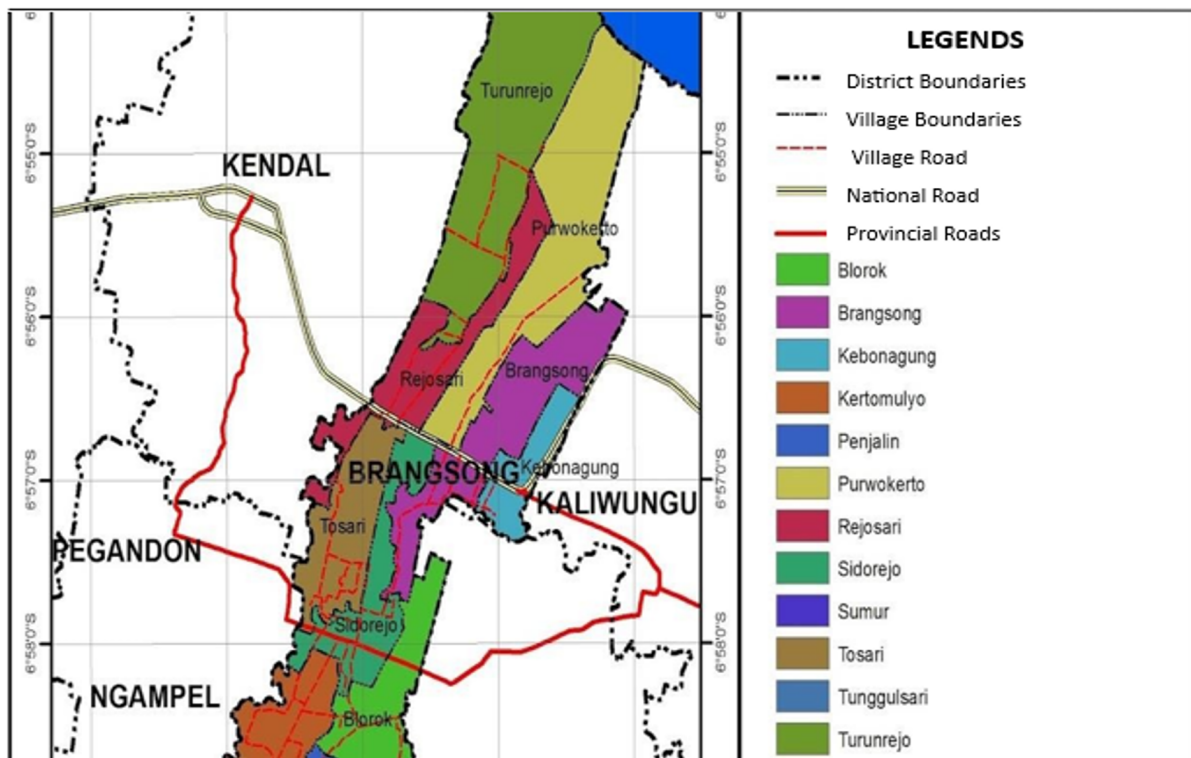 Turunrejo
6°55'0"S
6°55'0"S
KENDAL
Purwokerto
6°56'0"S
6°56'0"S
Rejosari
Brangsong
BRANGSONG
Kebonagung
6°57'0"S
6°57'0"S
KALIWUNGU
Tosari
PEGANDON
Sidorejo
6°58'0"S
6°58'0"S
NGAMPEL
Blorok
LEGENDS
District Boundaries
Village Boundaries
Village Road
National Road
Provincial Roads
Blorok
Brangsong
Kebonagung
Kertomulyo
Penjalin
Purwokerto
Rejosari
Sidorejo
Sumur
Tosari
Tunggulsari
Turunrejo